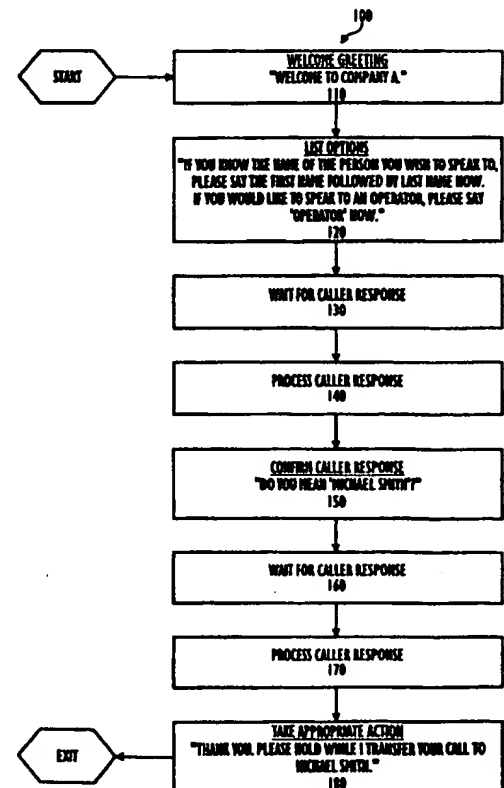 100
START
WELCOME GREETING
"WELCOME TO COMPANY A."
110
LIST OPTIONS
"IF YOU KNOW THE NAME OF THE PERSON YOU WISH TO SPEAK TO,
PLEASE SAY THE FIRST NAME FOLLOWED BY LAST NAME NOW.
IF YOU WOULD LIKE TO SPEAK TO AN OPERATOR, PLEASE SAY
'OPERATOR' NOW."
120
WAIT FOR CALLER RESPONSE
130
PROCESS CALLER RESPONSE
140
CONFIRM CALLER RESPONSE
"DO YOU MEAN 'MICHAEL SMITH'?"
150
WAIT FOR CALLER RESPONSE
160
PROCESS CALLER RESPONSE
170
TAKE APPROPRIATE ACTION
"THANK YOU. PLEASE HOLD WHILE I TRANSFER YOUR CALL TO
MICHAEL SMITH."
180
EXIT